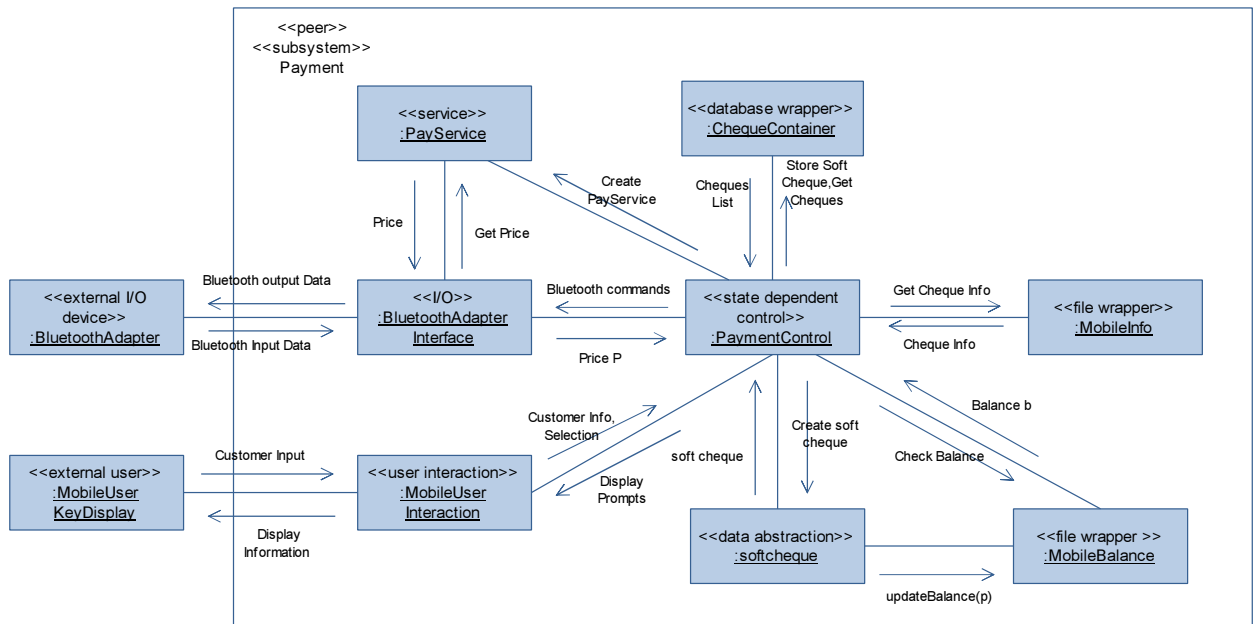 <<peer>>
<<subsystem>>
Payment
<<service>>
:PayService
<<database wrapper>>
:ChequeContainer
Create
PayService
Cheques
List
Store Soft
Cheque,Get
Cheques
Price
Get Price
Bluetooth output Data
Bluetooth commands
Get Cheque Info
<<external I/O
device>>
:BluetoothAdapter
<<I/O>>
:BluetoothAdapter
Interface
<<state dependent
control>>
:PaymentControl
<<file wrapper>>
:MobileInfo
Bluetooth Input Data
Price P
Cheque Info
Customer Info,
Selection
Create soft
cheque
Balance b
Customer Input
soft cheque
Check Balance
<<external user>>
:MobileUser
KeyDisplay
<<user interaction>>
:MobileUser
Interaction
Display
Prompts
Display
Information
<<data abstraction>>
:softcheque
<<file wrapper >>
:MobileBalance
updateBalance(p)